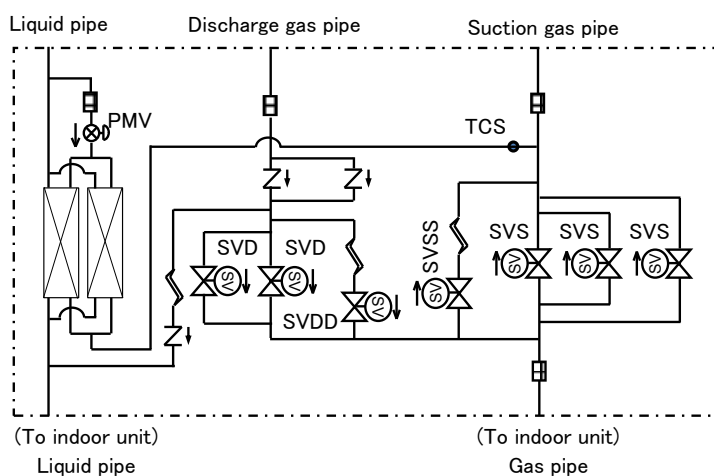 Liquid pipe
Discharge gas pipe
Suction gas pipe
PMV
TCS
SVD
SVD
SVSS
SVS
SVS
SVS
SV
SV
SV
SV
SV
SV
SV
SVDD
(To indoor unit)
Liquid pipe
(To indoor unit)
Gas pipe